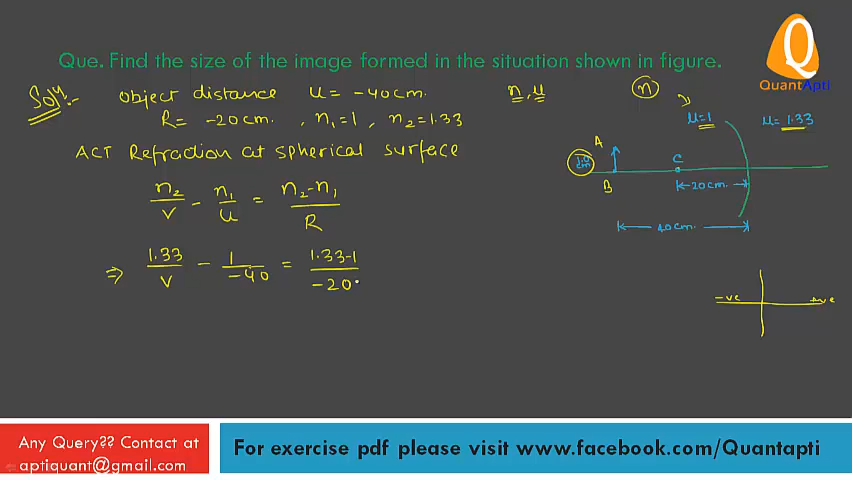 Que. Find the size of the image formed in the situation shown in figure.
QuantApti
Solⁿ:-
Object distance u = -40cm.
R = -20cm. , n₁=1 , n₂=1.33
n, μ
n
ACT Refraction at spherical surface
n₂/v - n₁/u = (n₂-n₁)/R
⇒ 1.33/v - 1/-40 = 1.33-1/-20
μ=1
μ= 1.33
A
1.0 cm
B
C
20cm.
40cm.
-ve
+ve
Any Query?? Contact at
aptiquant@gmail.com
For exercise pdf please visit www.facebook.com/Quantapti